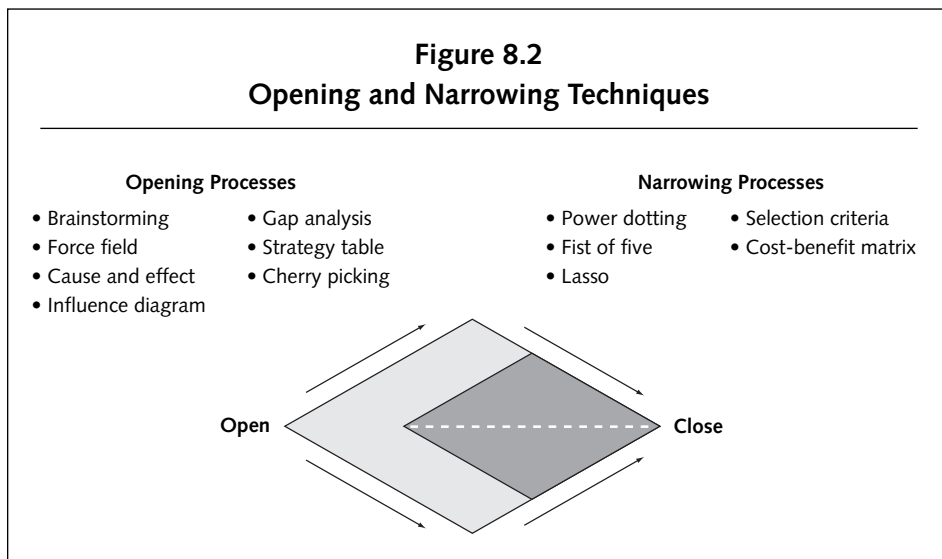 Figure 8.2
Opening and Narrowing Techniques
Opening Processes
• Brainstorming
• Force field
• Cause and effect
• Influence diagram
• Gap analysis
• Strategy table
• Cherry picking
Narrowing Processes
• Power dotting
• Fist of five
• Lasso
• Selection criteria
• Cost-benefit matrix
Open
Close